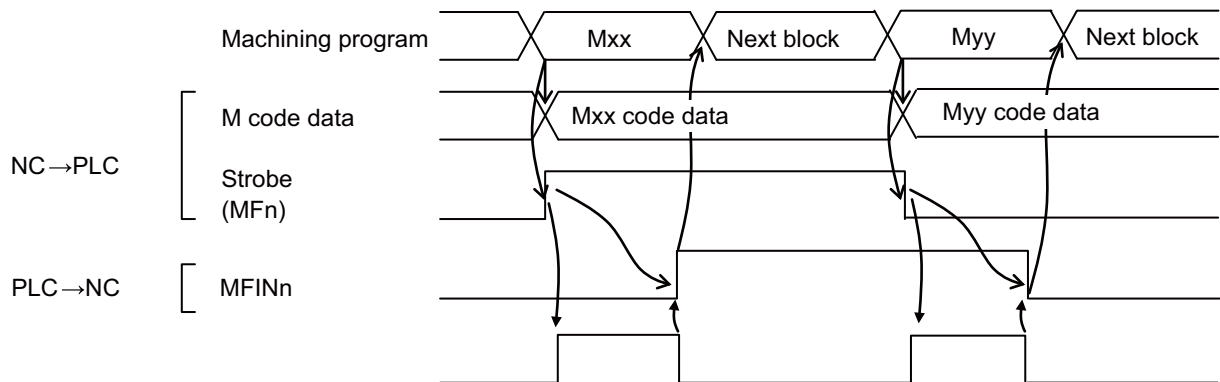 Machining program
Mxx
Next block
Myy
Next block
M code data
Mxx code data
Myy code data
NC→PLC
Strobe
(MFn)
PLC→NC
MFINn